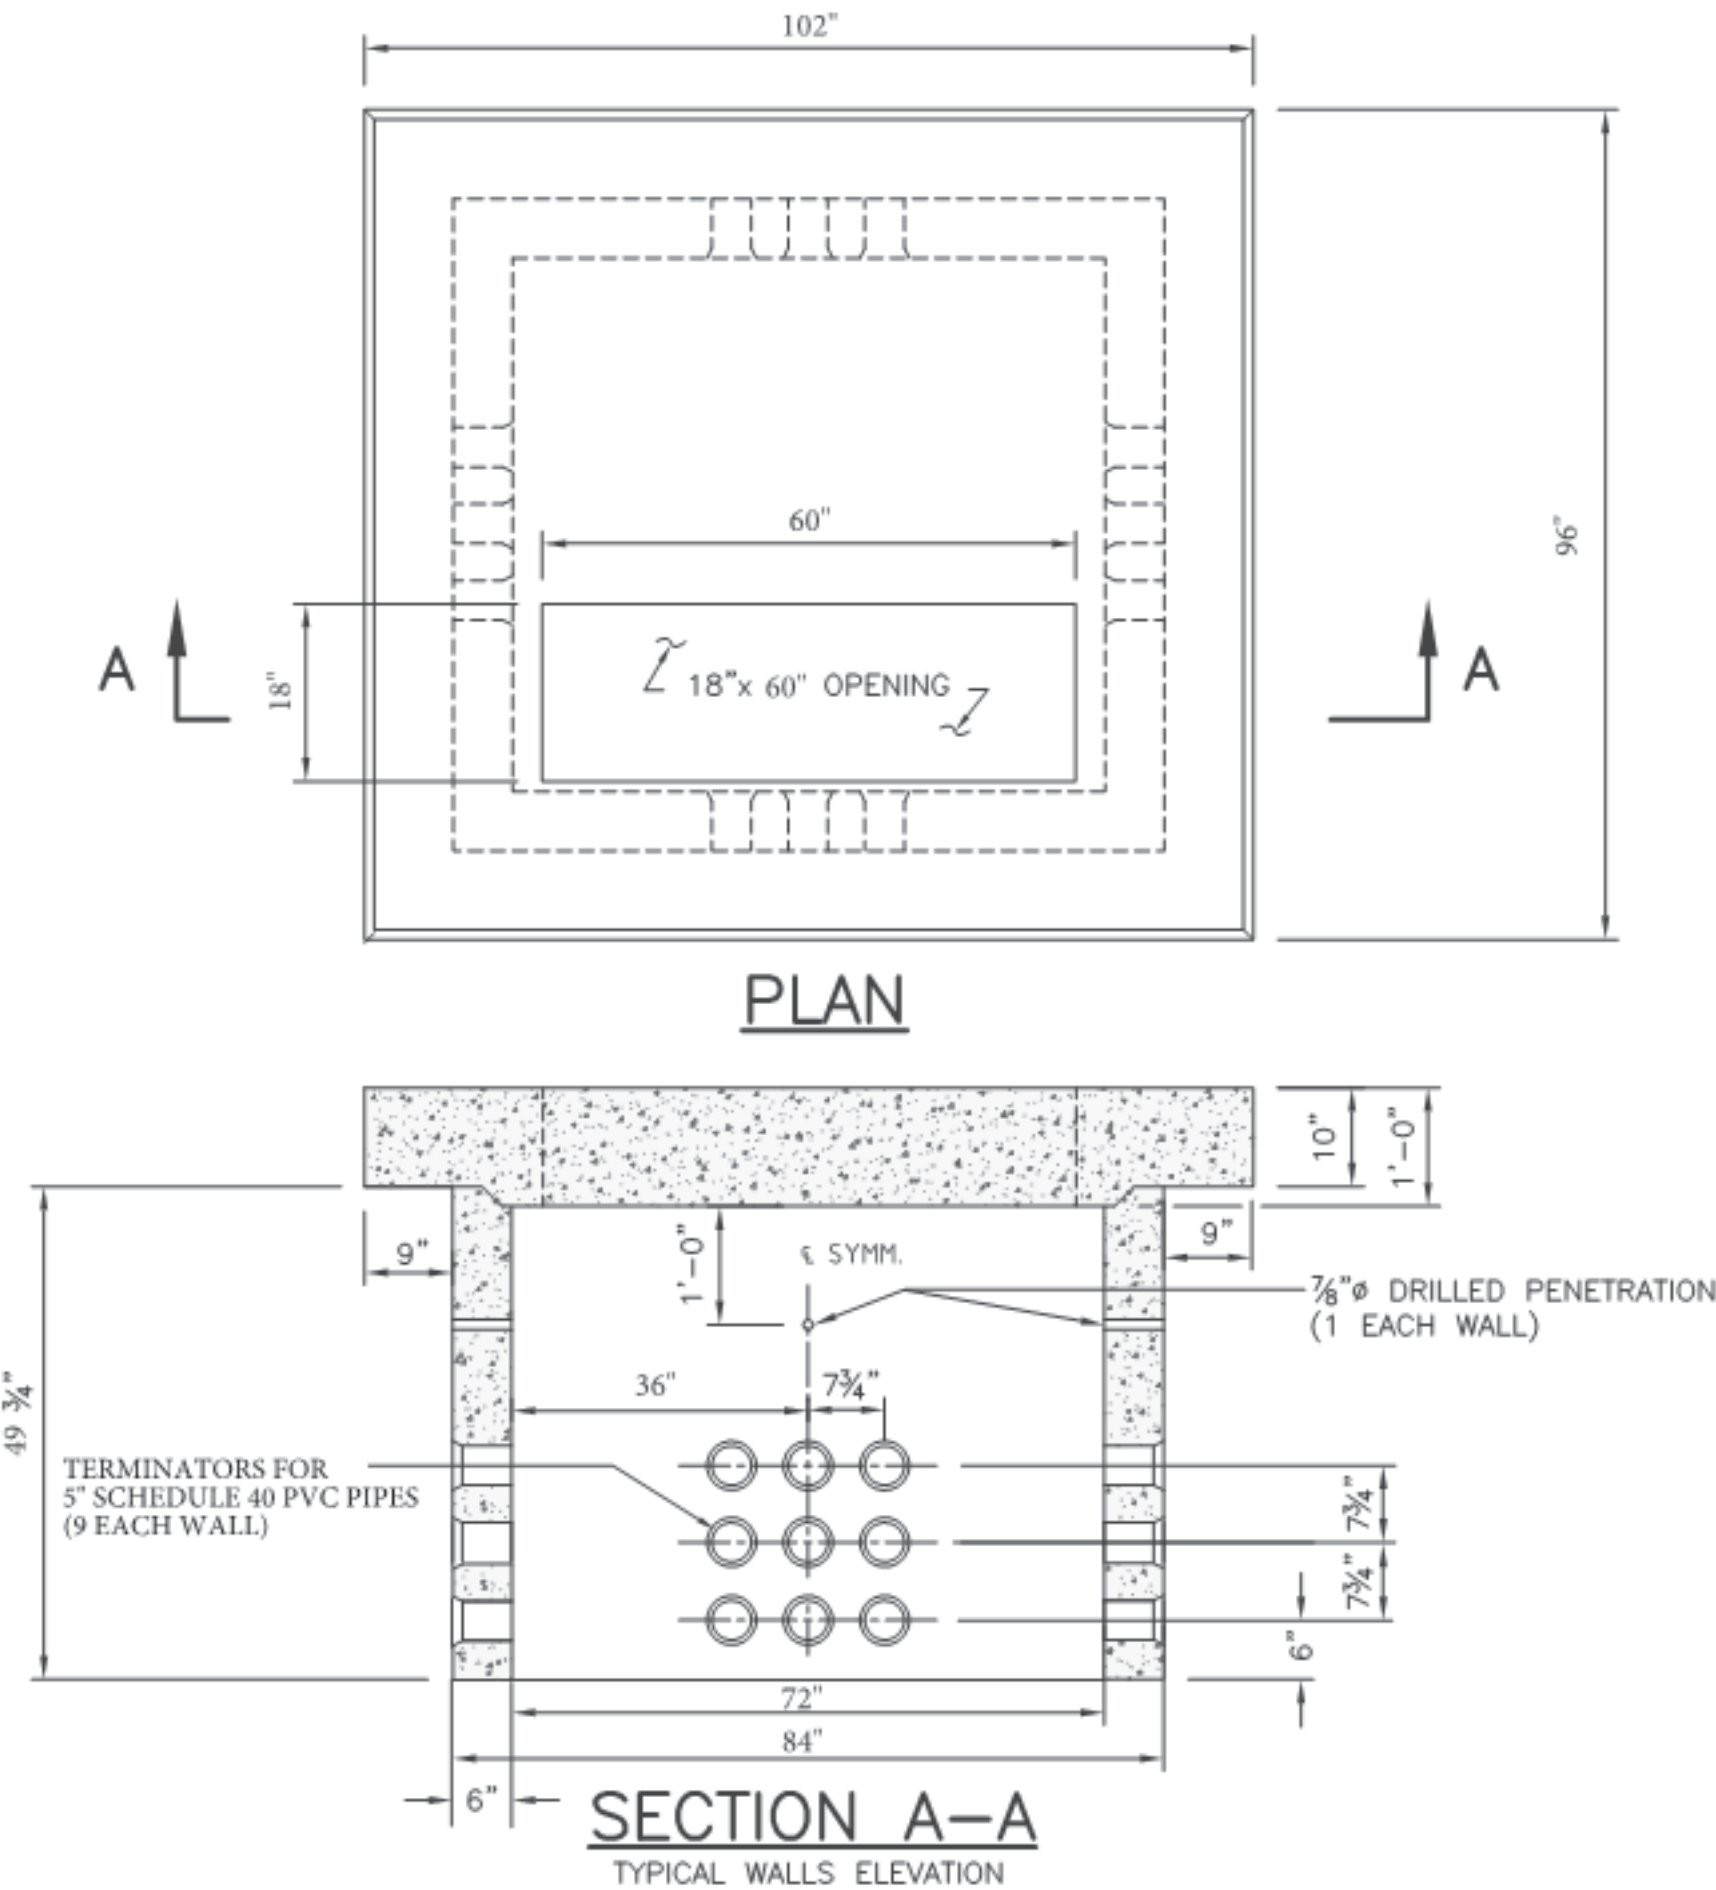 102"
96"
60"
A
18"
18"x 60" OPENING
A
PLAN
10"
1'-0"
9"
1'-0"
℄ SYMM.
9"
⅞"ø DRILLED PENETRATION
(1 EACH WALL)
49 ¾"
36"
7¾"
TERMINATORS FOR
5" SCHEDULE 40 PVC PIPES
(9 EACH WALL)
S
S
7¾"
7¾"
6"
72"
84"
6"
SECTION A-A
TYPICAL WALLS ELEVATION